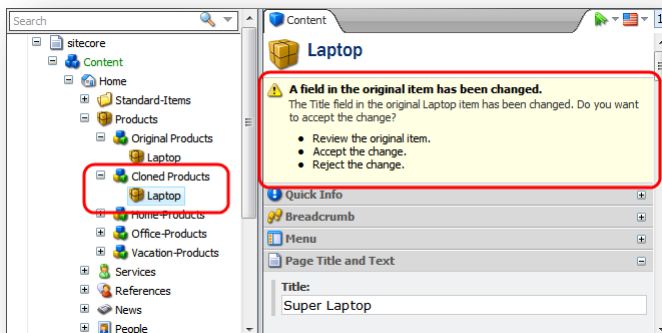 Search
sitecore
Content
Home
Standard-Items
Products
Original Products
Laptop
Cloned Products
Laptop
Home-Products
Office-Products
Vacation-Products
Services
References
News
People
Content
1
Laptop
A field in the original item has been changed.
The Title field in the original Laptop item has been changed. Do you want
to accept the change?
• Review the original item.
• Accept the change.
• Reject the change.
Quick Info
Breadcrumb
Menu
Page Title and Text
Title:
Super Laptop